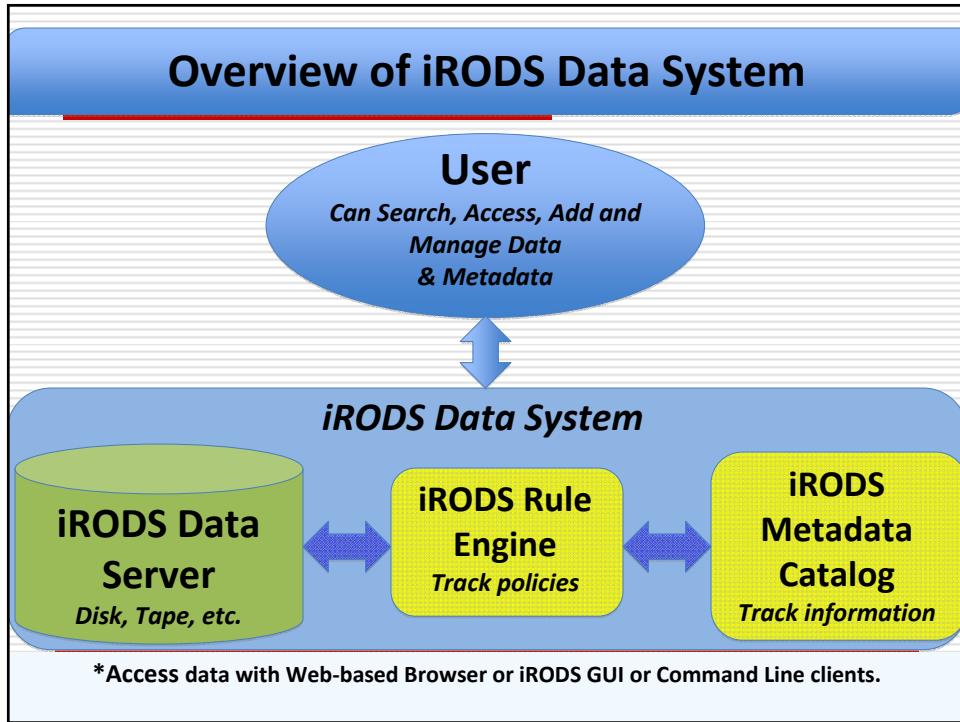 Overview of iRODS Data System
User
Can Search, Access, Add and
Manage Data
& Metadata
iRODS Data System
iRODS Data
Server
Disk, Tape, etc.
iRODS Rule
Engine
Track policies
iRODS
Metadata
Catalog
Track information
*Access data with Web-based Browser or iRODS GUI or Command Line clients.